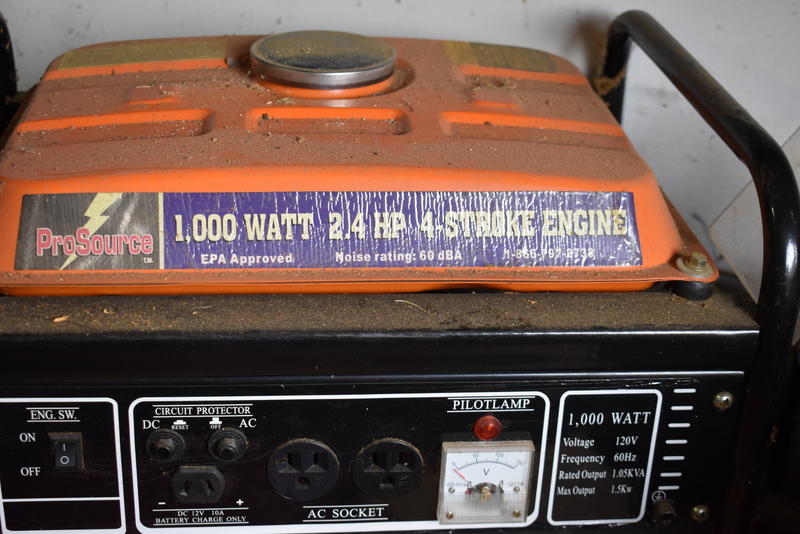 ProSource
T.M.
1,000 WATT 2.4 HP 4-STROKE ENGINE
EPA Approved Noise rating: 60 dBA
ENG. SW.
ON
OFF
CIRCUIT PROTECTOR
DC RESET OFF AC
- +
DC 12V 10A
BATTERY CHARGE ONLY
AC SOCKET
PILOTLAMP
V
1,000 WATT
Voltage 120V
Frequency 60Hz
Rated Output 1.05KVA
Max Output 1.5Kw